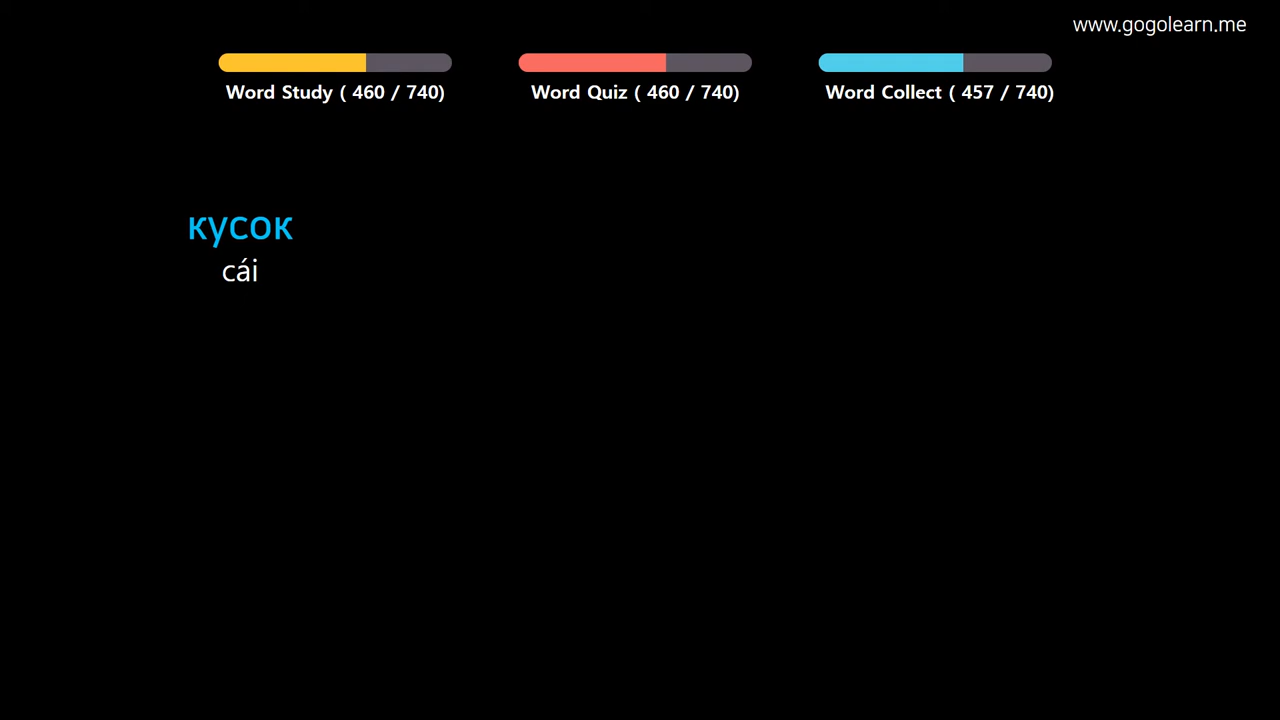 www.gogolearn.me
Word Study ( 460 / 740)
Word Quiz ( 460 / 740)
Word Collect ( 457 / 740)
кусок
cái